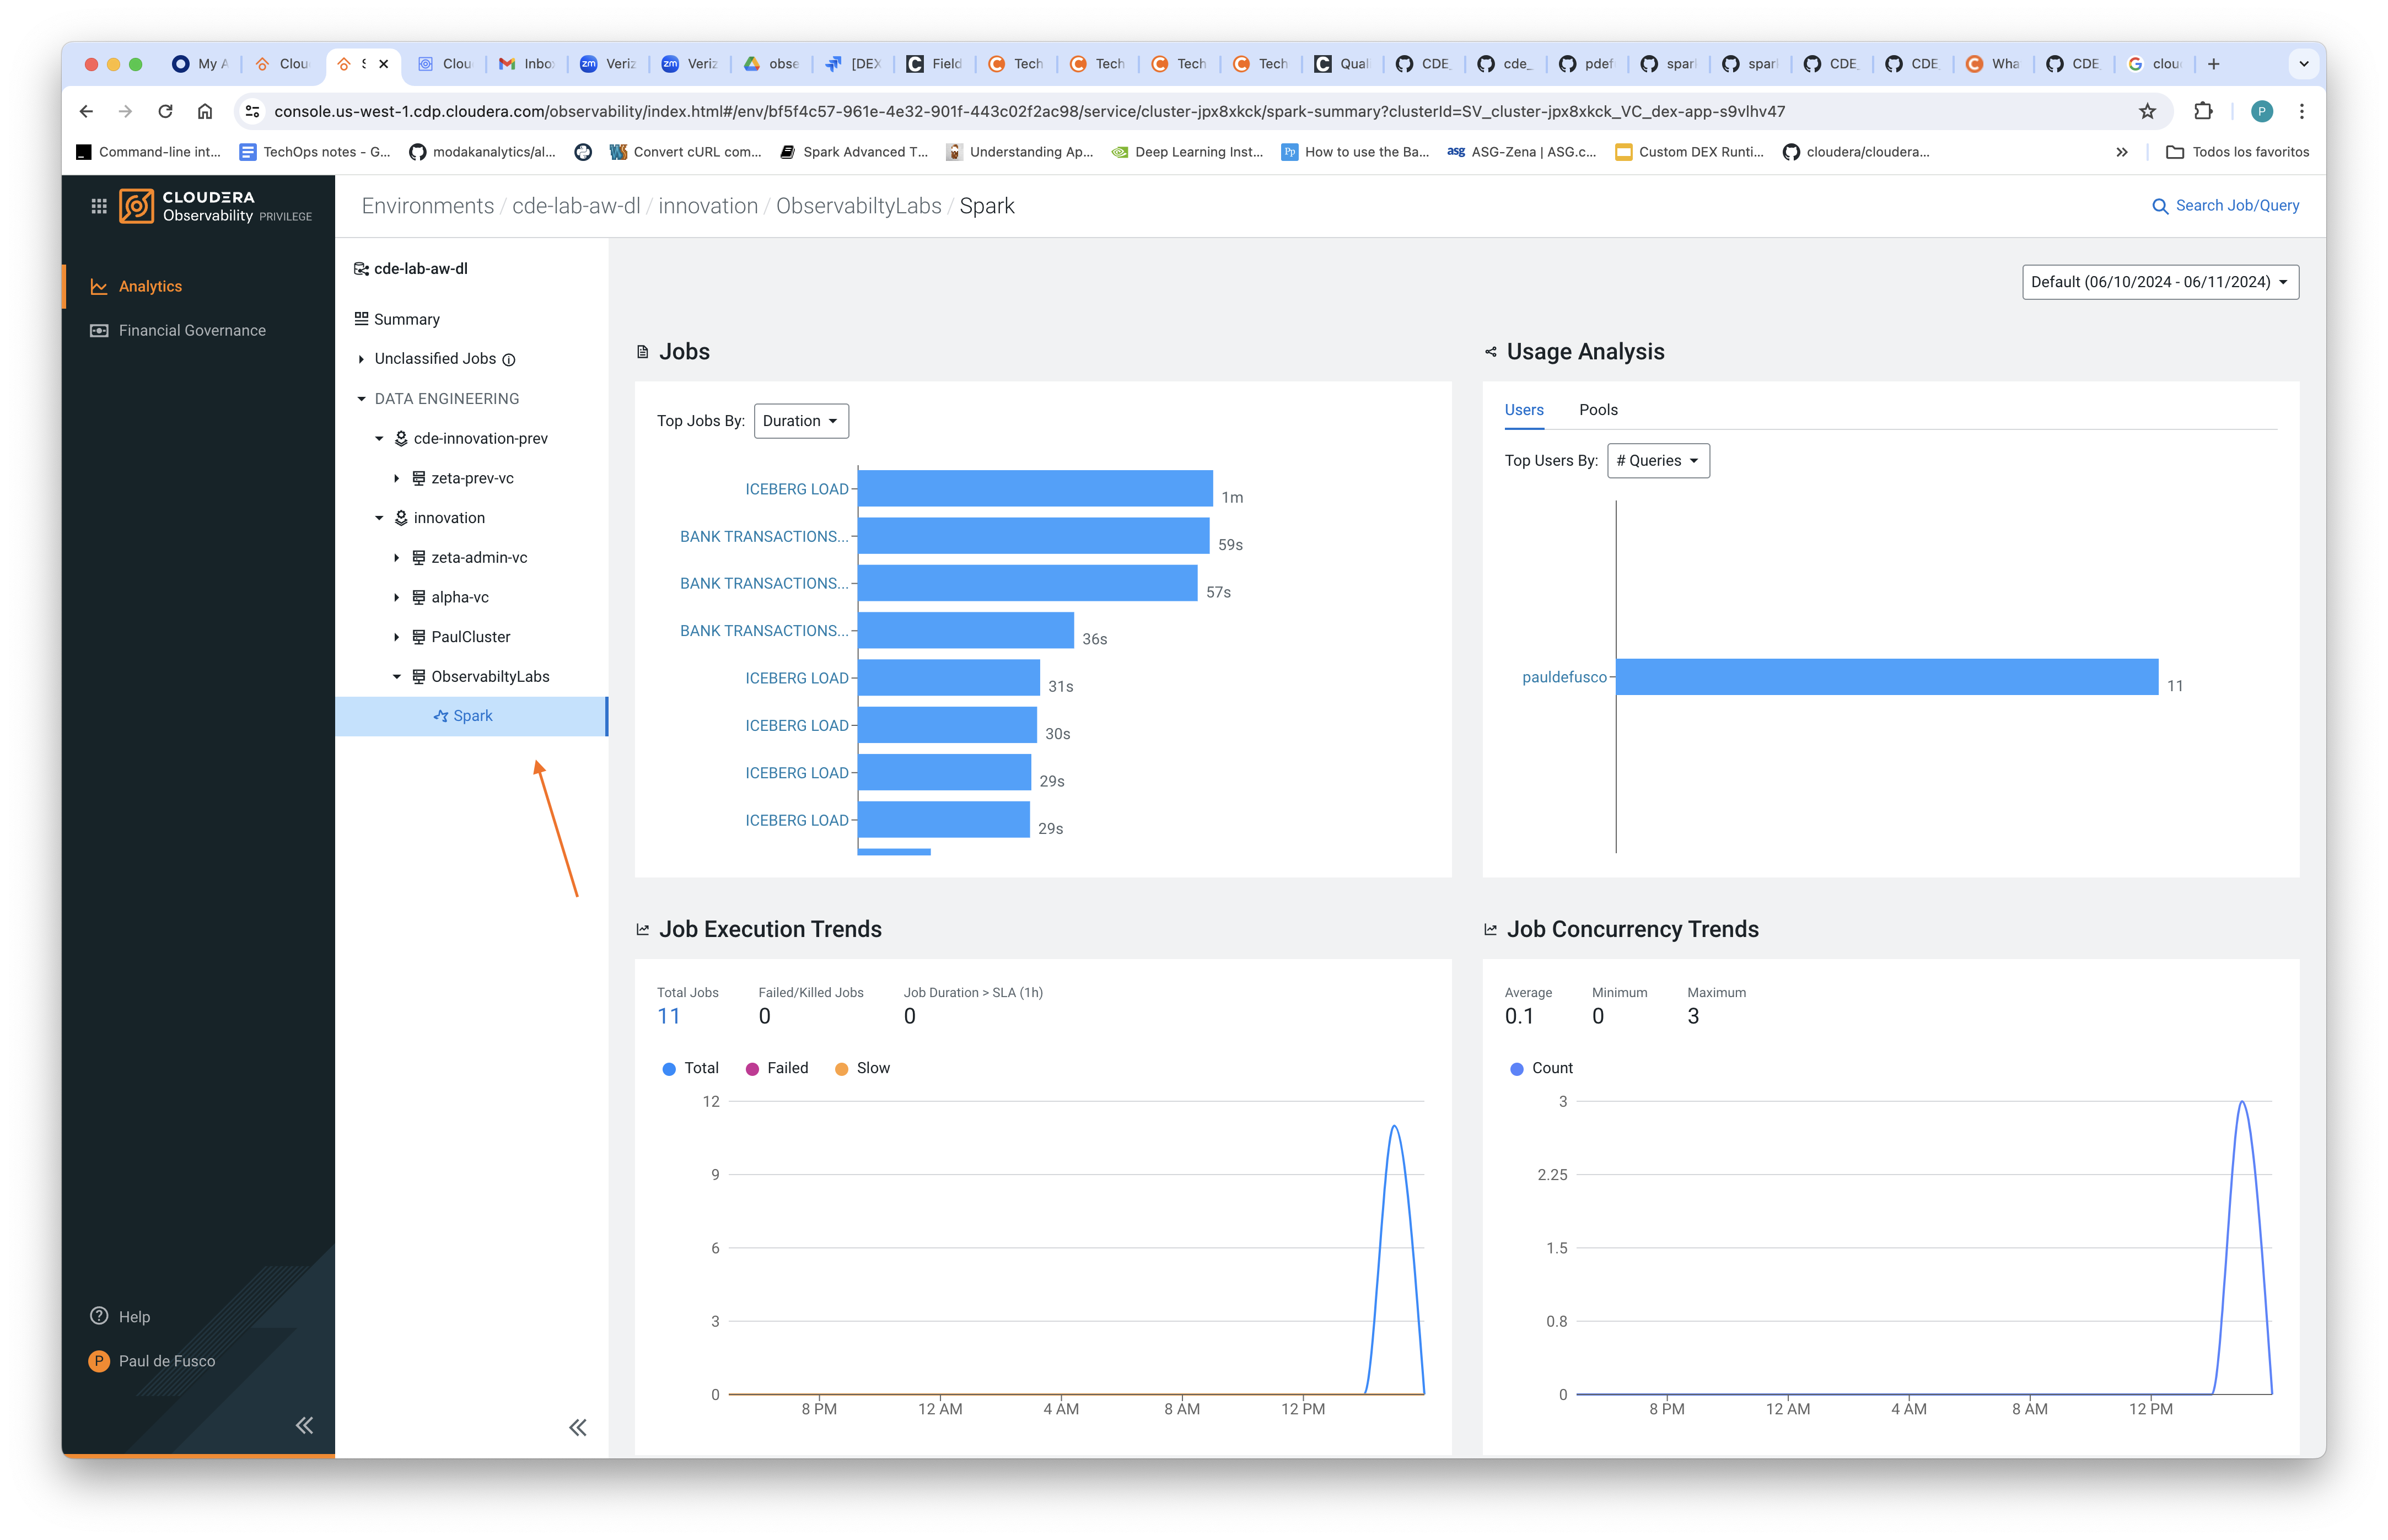 My A
Clou
S
Clou
Inbo
Veriz
Veriz
obse
[DEX
Field
Tech
Tech
Tech
Tech
Qual
CDE_
cde_
pdef
spark
spark
CDE_
CDE_
Wha
CDE_
clou
console.us-west-1.cdp.cloudera.com/observability/index.html#/env/bf5f4c57-961e-4e32-901f-443c02f2ac98/service/cluster-jpx8xkck/spark-summary?clusterId=SV_cluster-jpx8xkck_VC_dex-app-s9vlhv47
P
Command-line int...
TechOps notes - G...
modakanalytics/al...
Convert cURL com...
Spark Advanced T...
Understanding Ap...
Deep Learning Inst...
Pp
How to use the Ba...
asg
ASG-Zena | ASG.c...
Custom DEX Runti...
cloudera/cloudera...
Todos los favoritos
CLOUDERA
Observability PRIVILEGE
Environments / cde-lab-aw-dl / innovation / ObservabiltyLabs / Spark
Search Job/Query
Analytics
Financial Governance
Help
P Paul de Fusco
cde-lab-aw-dl
Summary
Unclassified Jobs
DATA ENGINEERING
cde-innovation-prev
zeta-prev-vc
innovation
zeta-admin-vc
alpha-vc
PaulCluster
ObservabiltyLabs
Spark
Default (06/10/2024 - 06/11/2024)
Jobs
Top Jobs By: Duration
ICEBERG LOAD 1m
BANK TRANSACTIONS... 59s
BANK TRANSACTIONS... 57s
BANK TRANSACTIONS... 36s
ICEBERG LOAD 31s
ICEBERG LOAD 30s
ICEBERG LOAD 29s
ICEBERG LOAD 29s
Usage Analysis
Users Pools
Top Users By: # Queries
pauldefusco 11
Job Execution Trends
Total Jobs Failed/Killed Jobs Job Duration > SLA (1h)
11 0 0
Total Failed Slow
12
9
6
3
0
8 PM 12 AM 4 AM 8 AM 12 PM
Job Concurrency Trends
Average Minimum Maximum
0.1 0 3
Count
3
2.25
1.5
0.8
0
8 PM 12 AM 4 AM 8 AM 12 PM